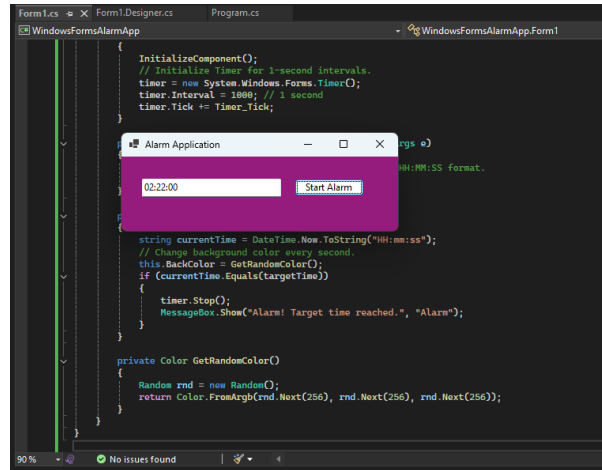 Form1.cs Form1.Designer.cs Program.cs
WindowsFormsAlarmApp WindowsFormsAlarmApp.Form1
{
InitializeComponent();
// Initialize Timer for 1-second intervals.
timer = new System.Windows.Forms.Timer();
timer.Interval = 1000; // 1 second
timer.Tick += Timer_Tick;
}
rgs e)
{
HH:MM:SS format.
}
Alarm Application
02:22:00 Start Alarm
{
string currentTime = DateTime.Now.ToString("HH:mm:ss");
// Change background color every second.
this.BackColor = GetRandomColor();
if (currentTime.Equals(targetTime))
{
timer.Stop();
MessageBox.Show("Alarm! Target time reached.", "Alarm");
}
}
private Color GetRandomColor()
{
Random rnd = new Random();
return Color.FromArgb(rnd.Next(256), rnd.Next(256), rnd.Next(256));
}
}
}
90 % No issues found